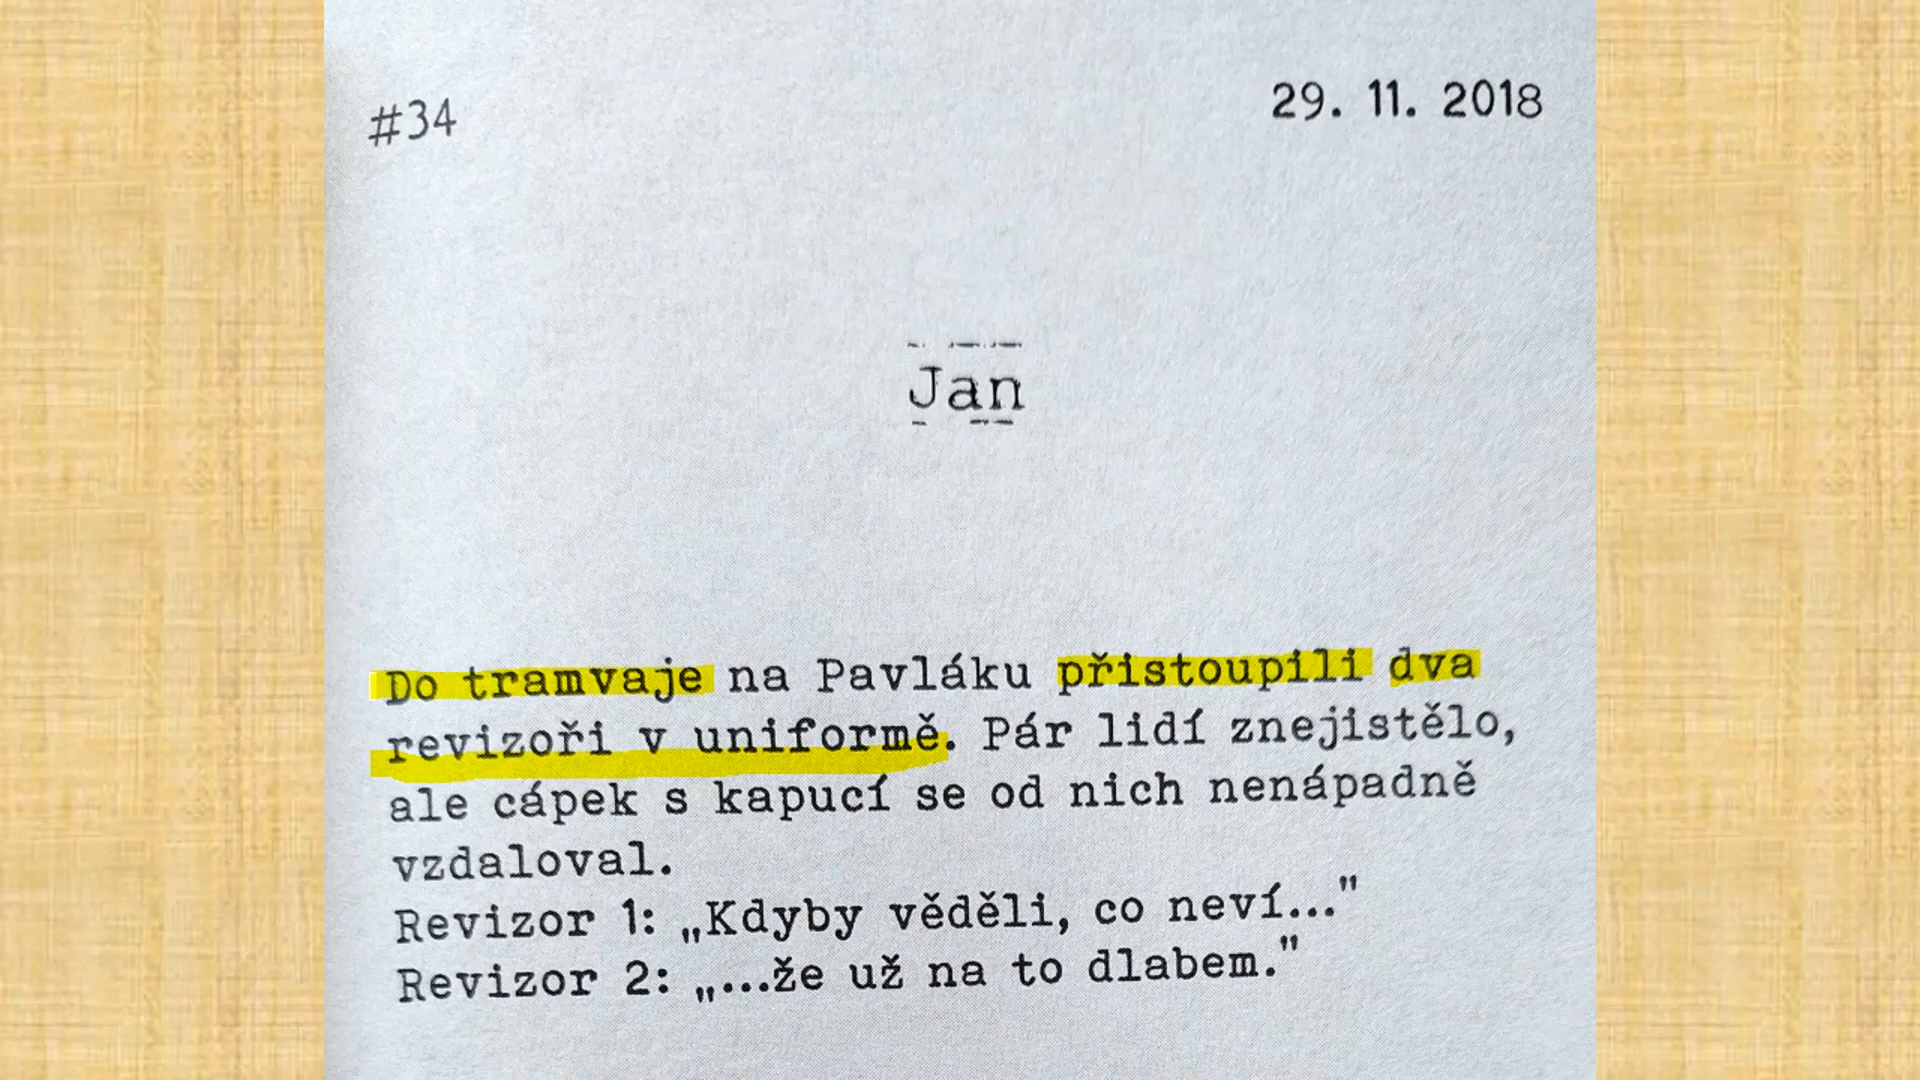 #34
29. 11. 2018
Jan
Do tramvaje na Pavláku přistoupili dva
revizoři v uniformě. Pár lidí znejistělo,
ale cápek s kapucí se od nich nenápadně
vzdaloval.
Revizor 1: „Kdyby věděli, co neví..."
Revizor 2: „...že už na to dlabem."